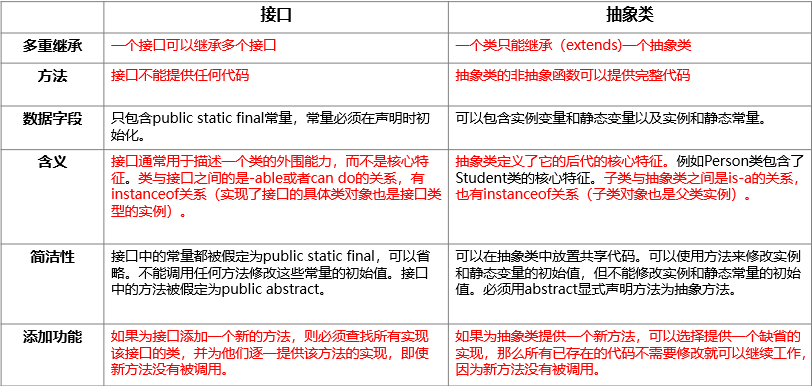 接口
抽象类
多重继承
一个接口可以继承多个接口
一个类只能继承（extends)一个抽象类
方法
接口不能提供任何代码
抽象类的非抽象函数可以提供完整代码
数据字段
只包含public static final常量，常量必须在声明时初
始化。
可以包含实例变量和静态变量以及实例和静态常量。
含义
接口通常用于描述一个类的外围能力，而不是核心特
征。类与接口之间的是-able或者can do的关系，有
instanceof关系（实现了接口的具体类对象也是接口类
型的实例）。
抽象类定义了它的后代的核心特征。例如Person类包含了
Student类的核心特征。子类与抽象类之间是is-a的关系，
也有instanceof关系（子类对象也是父类实例）。
简洁性
接口中的常量都被假定为public static final，可以省
略。不能调用任何方法修改这些常量的初始值。接口
中的方法被假定为public abstract。
可以在抽象类中放置共享代码。可以使用方法来修改实例
和静态变量的初始值，但不能修改实例和静态常量的初始
值。必须用abstract显式声明方法为抽象方法。
添加功能
如果为接口添加一个新的方法，则必须查找所有实现
该接口的类，并为他们逐一提供该方法的实现，即使
新方法没有被调用。
如果为抽象类提供一个新方法，可以选择提供一个缺省的
实现，那么所有已存在的代码不需要修改就可以继续工作，
因为新方法没有被调用。